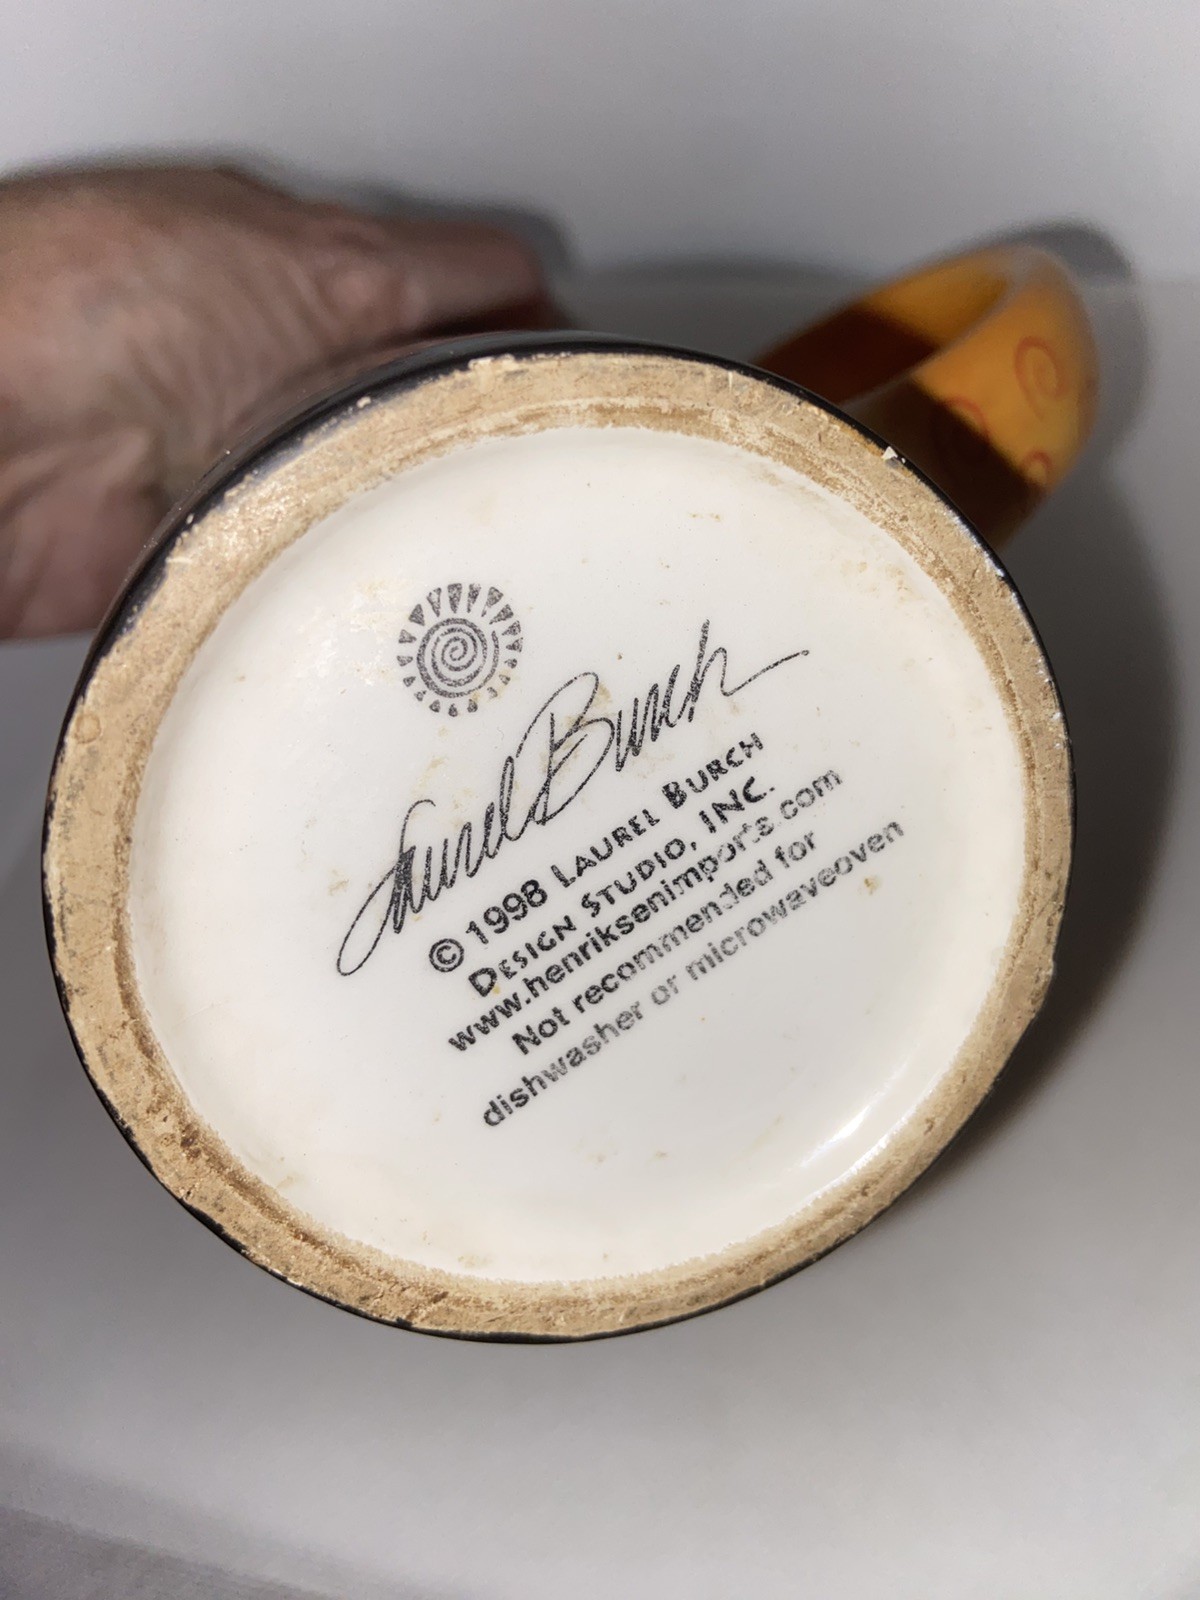 Laurel Burch
© 1998 LAUREL BURCH
DESIGN STUDIO, INC.
www.henriksenimports.com
Not recommended for
dishwasher or microwaveoven